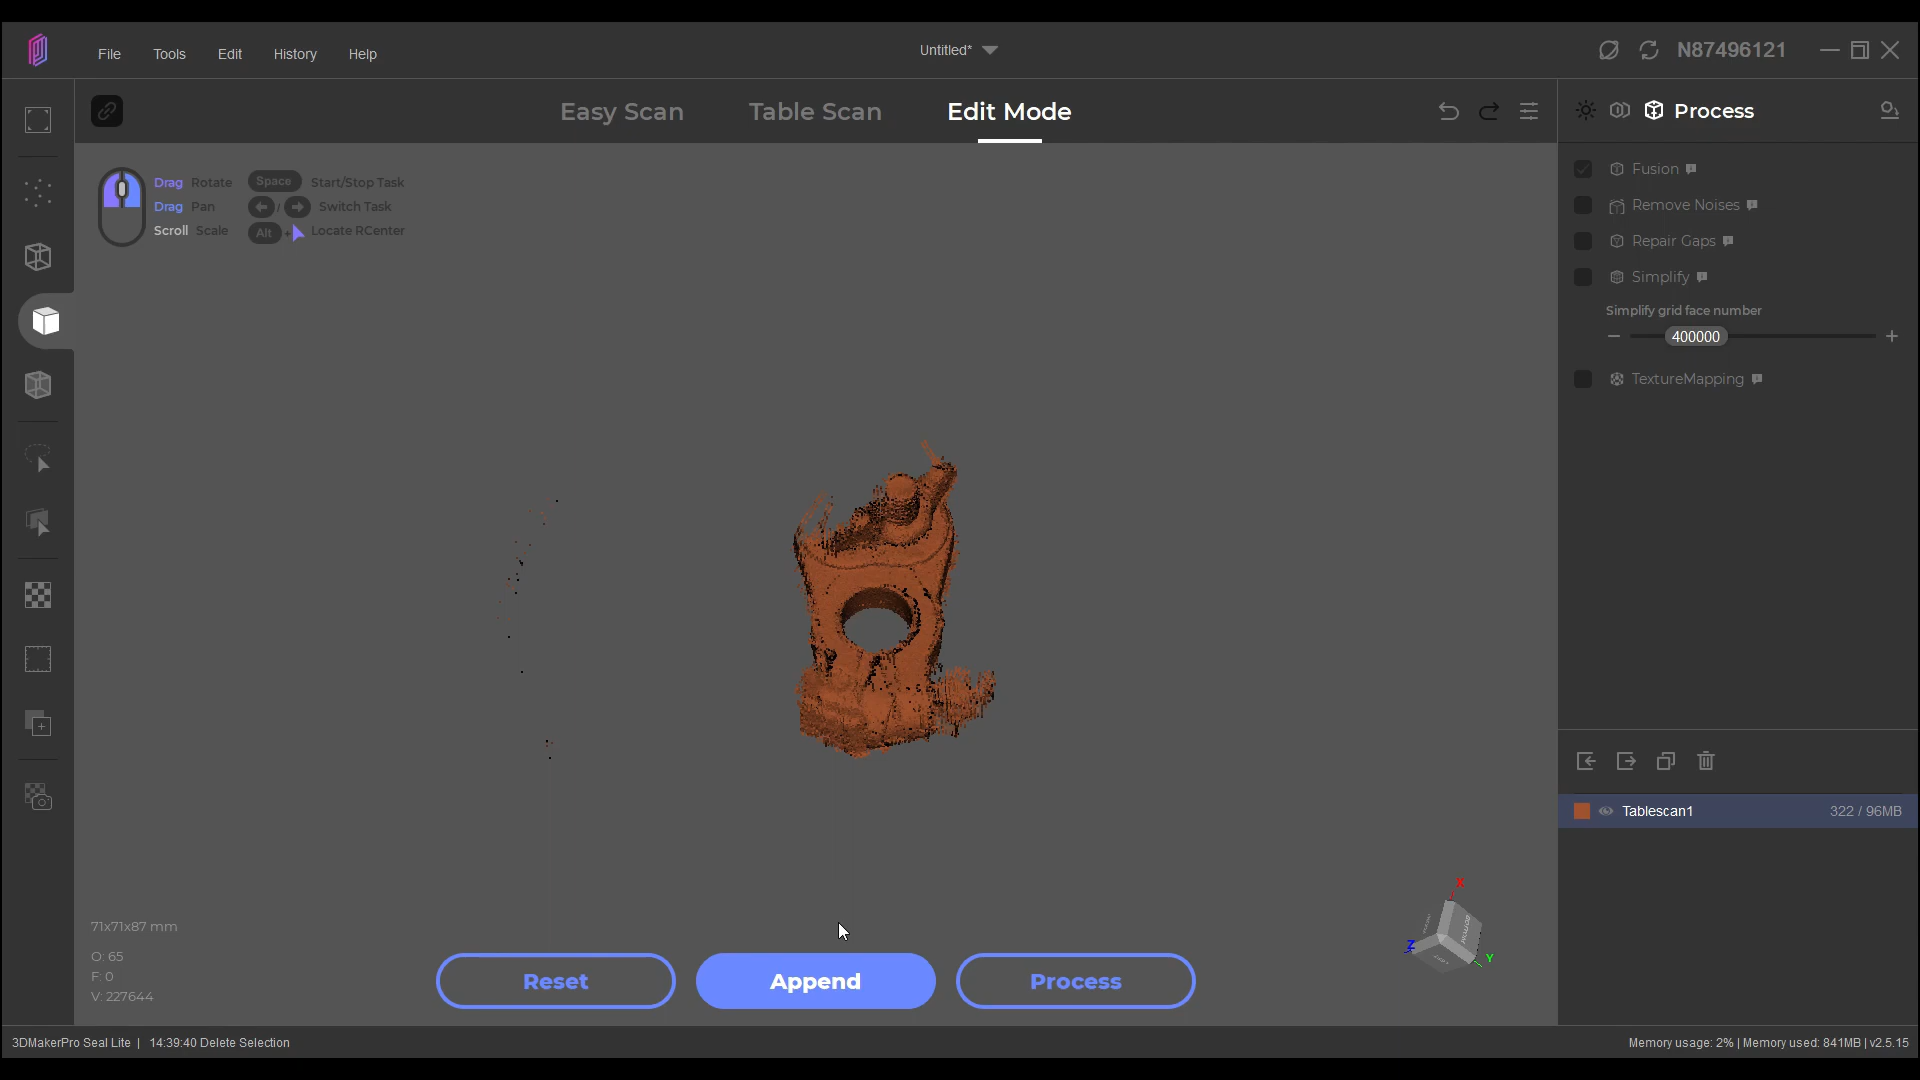 File Tools Edit History Help
Untitled*
N87496121
Easy Scan Table Scan Edit Mode
Process
Drag Rotate Space Start/Stop Task
Drag Pan / Switch Task
Scroll Scale Alt + Locate RCenter
Fusion
Remove Noises
Repair Gaps
Simplify
Simplify grid face number
400000
TextureMapping
Tablescan1 322 / 96MB
X
Z
Y
71x71x87 mm
O: 65
F: 0
V: 227644
Reset Append Process
3DMakerPro Seal Lite | 14:39:40 Delete Selection
Memory usage: 2% | Memory used: 841MB | v2.5.15